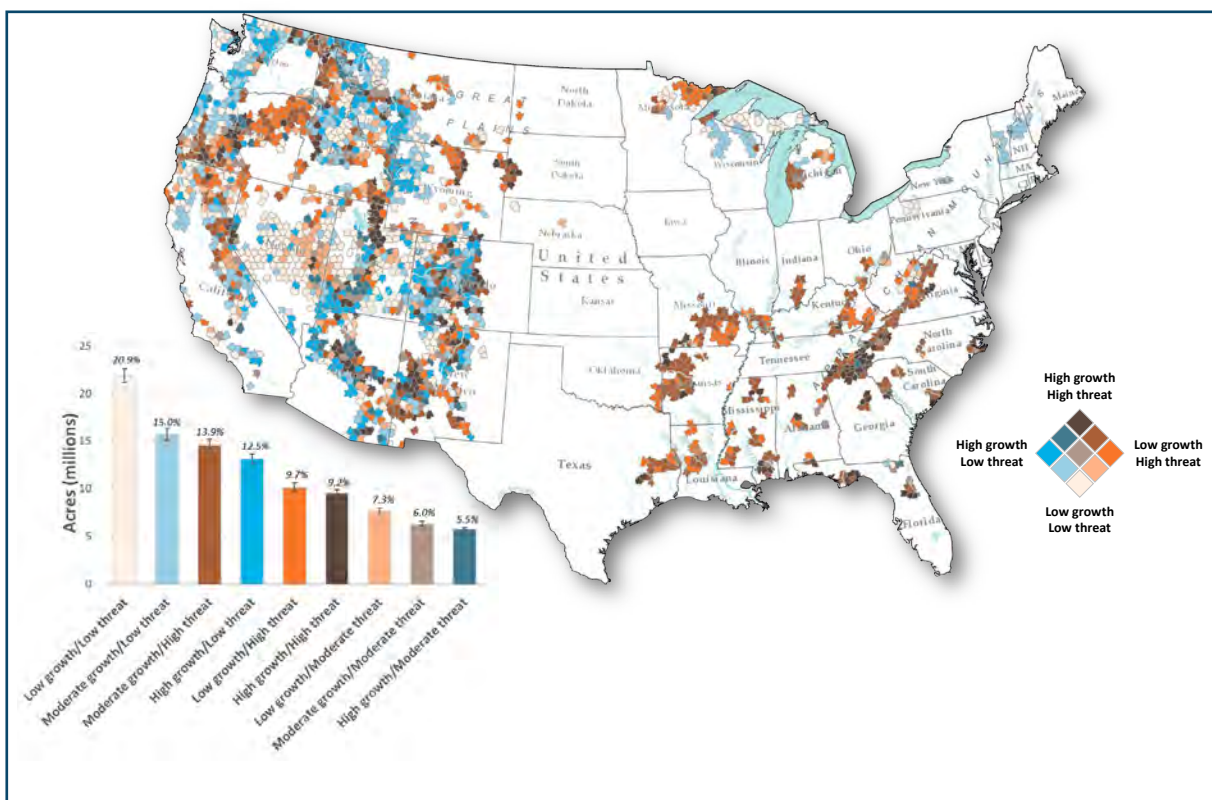 North
Dakota
Minnesota
GREAT
PLAINS
South
Dakota
Wyoming
Wisconsin
Michigan
Maine
NH
MA
CT
New York
Pennsylvania
Nebraska
Iowa
Nevada
United
States
Illinois
Indiana
Ohio
Kansas
Missouri
Kentucky
Virginia
Tennessee
North
Carolina
South
Carolina
Oklahoma
Mississippi
Alabama
Georgia
Texas
Louisiana
Florida
Acres (millions)
25
20
15
10
5
0
20.9%
15.0%
13.9%
12.5%
9.7%
9.2%
7.3%
6.0%
5.5%
Low growth/Low threat
Moderate growth/Low threat
Moderate growth/High threat
High growth/Low threat
Low growth/High threat
High growth/High threat
Low growth/Moderate threat
Moderate growth/Moderate threat
High growth/Moderate threat
High growth
High threat
High growth
Low threat
Low growth
High threat
Low growth
Low threat